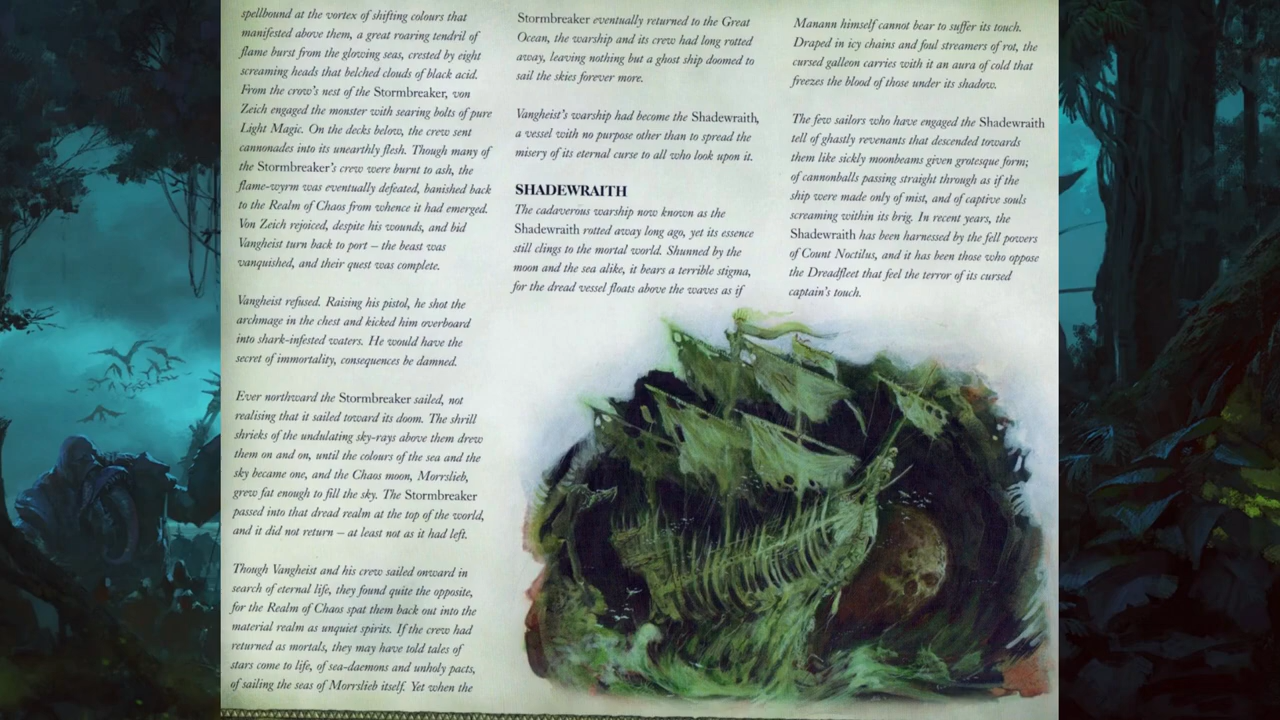 spellbound at the vortex of shifting colours that
manifested above them, a great roaring tendril of
flame burst from the glowing seas, crested by eight
screaming heads that belched clouds of black acid.
From the crow's nest of the Stormbreaker, von
Zeich engaged the monster with searing bolts of pure
Light Magic. On the decks below, the crew sent
cannonades into its unearthly flesh. Though many of
the Stormbreaker's crew were burnt to ash, the
flame-wyrm was eventually defeated, banished back
to the Realm of Chaos from whence it had emerged.
Von Zeich rejoiced, despite his wounds, and bid
Vangheist turn back to port – the beast was
vanquished, and their quest was complete.
Vangheist refused. Raising his pistol, he shot the
archmage in the chest and kicked him overboard
into shark-infested waters. He would have the
secret of immortality, consequences be damned.
Ever northward the Stormbreaker sailed, not
realising that it sailed toward its doom. The shrill
shricks of the undulating sky-rays above them drew
them on and on, until the colours of the sea and the
sky became one, and the Chaos moon, Morrslieb,
grew fat enough to fill the sky. The Stormbreaker
passed into that dread realm at the top of the world,
and it did not return – at least not as it had left.
Though Vangheist and his crew sailed onward in
search of eternal life, they found quite the opposite,
for the Realm of Chaos spat them back out into the
material realm as unquiet spirits. If the crew had
returned as mortals, they may have told tales of
stars come to life, of sea-daemons and unholy pacts,
of sailing the seas of Morrslieb itself. Yet when the
Stormbreaker eventually returned to the Great
Ocean, the warship and its crew had long rotted
away, leaving nothing but a ghost ship doomed to
sail the skies forever more.
Vangheist's warship had become the Shadewraith,
a vessel with no purpose other than to spread the
misery of its eternal curse to all who look upon it.
SHADEWRAITH
The cadaverous warship now known as the
Shadewraith rotted away long ago, yet its essence
still clings to the mortal world. Shunned by the
moon and the sea alike, it bears a terrible stigma,
for the dread vessel floats above the waves as if
Manann himself cannot bear to suffer its touch.
Draped in icy chains and foul streamers of rot, the
cursed galleon carries with it an aura of cold that
freezes the blood of those under its shadow.
The few sailors who have engaged the Shadewraith
tell of ghastly revenants that descended towards
them like sickly moonbeams given grotesque form;
of cannonballs passing straight through as if the
ship were made only of mist, and of captive souls
screaming within its brig. In recent years, the
Shadewraith has been harnessed by the fell powers
of Count Noctilus, and it has been those who oppose
the Dreadfleet that feel the terror of its cursed
captain's touch.